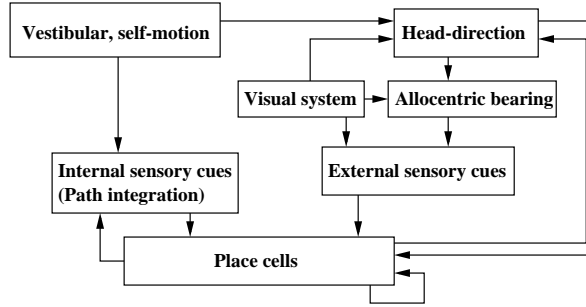 Vestibular, self-motion
Head-direction
Visual system
Allocentric bearing
Internal sensory cues
(Path integration)
External sensory cues
Place cells